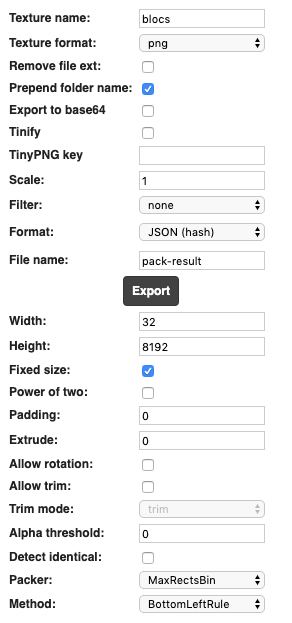 Texture name: blocs
Texture format: png
Remove file ext:
Prepend folder name:
Export to base64
Tinify
TinyPNG key
Scale: 1
Filter: none
Format: JSON (hash)
File name: pack-result
Export
Width: 32
Height: 8192
Fixed size:
Power of two:
Padding: 0
Extrude: 0
Allow rotation:
Allow trim:
Trim mode: trim
Alpha threshold: 0
Detect identical:
Packer: MaxRectsBin
Method: BottomLeftRule